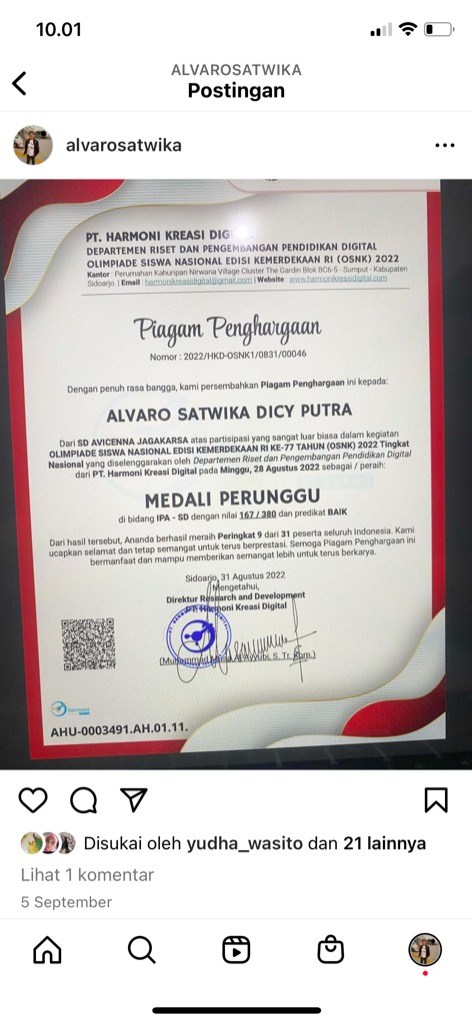 10.01
ALVAROSATWIKA
Postingan
alvarosatwika
PT. HARMONI KREASI DIG
DEPARTEMEN RISET DAN PENGEMBANGAN PENDIDIKAN DIGITAL
OLIMPIADE SISWA NASIONAL EDISI KEMERDEKAAN RI (OSNK) 2022
Kantor : Perumahan Kahuripan Nirwana Village Cluster The Gardin Blok BC6-5 - Sumput - Kabupaten
Sidoarjo. | Email : harmonikreasidigital@gmail.com | Website : www.harmonikreasidigital.com
Piagam Penghargaan
Nomor : 2022/HKD-OSNK1/0831/00046
Dengan penuh rasa bangga, kami persembahkan Piagam Penghargaan ini kepada:
ALVARO SATWIKA DICY PUTRA
Dari SD AVICENNA JAGAKARSA atas partisipasi yang sangat luar biasa dalam kegiatan
OLIMPIADE SISWA NASIONAL EDISI KEMERDEKAAN RI KE-77 TAHUN (OSNK) 2022 Tingkat
Nasional yang diselenggarakan oleh Departemen Riset dan Pengembangan Pendidikan Digital
dari PT. Harmoni Kreasi Digital pada Minggu, 28 Agustus 2022 sebagai / peraih:
MEDALI PERUNGGU
di bidang IPA - SD dengan nilai 167 / 380 dan predikat BAIK
Dari hasil tersebut, Ananda berhasil meraih Peringkat 9 dari 31 peserta seluruh Indonesia. Kami
ucapkan selamat dan tetap semangat untuk terus berprestasi. Semoga Piagam Penghargaan ini
bermanfaat dan mampu memberikan semangat lebih untuk terus berkarya.
Sidoarjo, 31 Agustus 2022
Mengetahui,
Direktur Research and Development
Harmoni Kreasi Digital
S. Tr. Kom.)
harmoni
AHU-0003491.AH.01.11.
Disukai oleh yudha_wasito dan 21 lainnya
Lihat 1 komentar
5 September